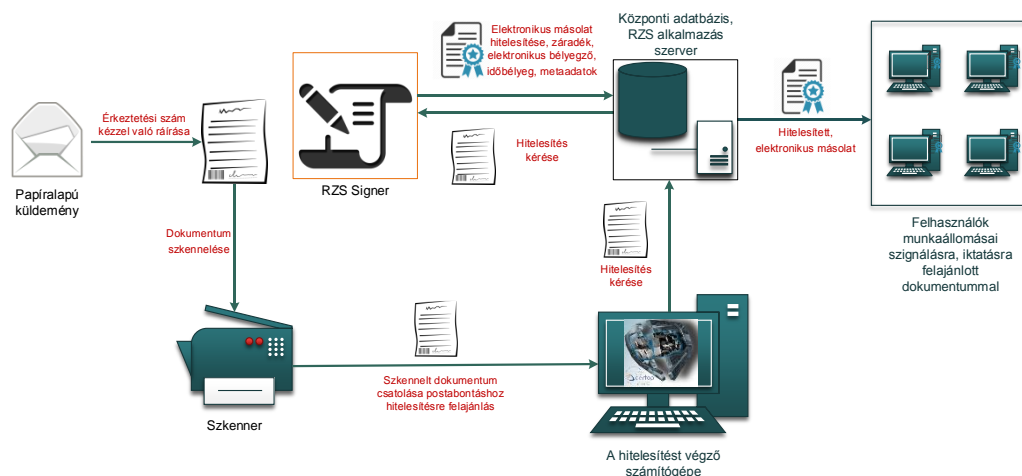 Elektronikus másolat
hitelesítése, záradék,
elektronikus bélyegző,
időbélyeg, metaadatok
Központi adatbázis,
RZS alkalmazás
szerver
Érkeztetési szám
kézzel való ráírása
Hitelesítés
kérése
Hitelesített,
elektronikus másolat
Papíralapú
küldemény
RZS Signer
Felhasználók
munkaállomásai
szignálásra, iktatásra
felajánlott
dokumentummal
Dokumentum
szkennelése
Hitelesítés
kérése
Szkennelt dokumentum
csatolása postabontáshoz
hitelesítésre felajánlás
Szkenner
A hitelesítést végző
számítógépe